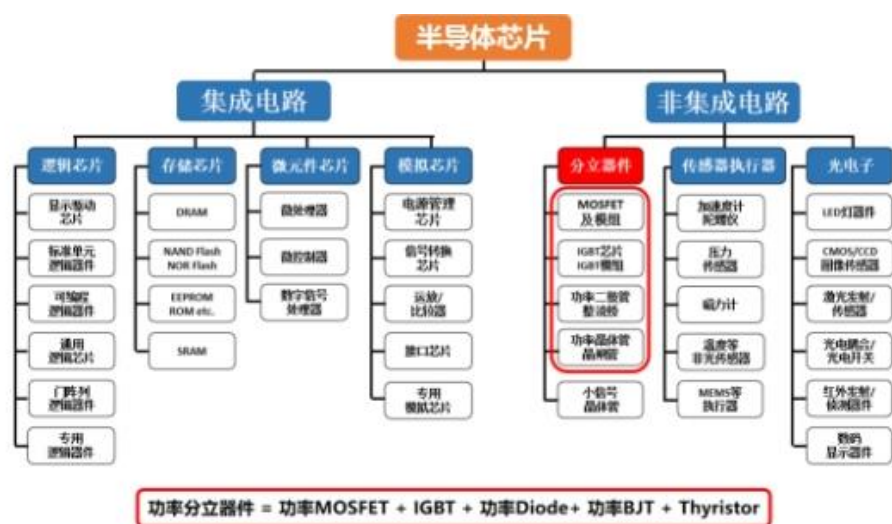 半导体芯片
集成电路
非集成电路
逻辑芯片
存储芯片
微元件芯片
模拟芯片
分立器件
传感器执行器
光电子
显示驱动
芯片
标准单元
逻辑器件
可编程
逻辑器件
通用
逻辑芯片
门阵列
逻辑器件
专用
逻辑器件
DRAM
NAND Flash
NOR Flash
EEPROM
ROM etc.
SRAM
微处理器
微控制器
数字信号
处理器
电源管理
芯片
信号转换
芯片
运放/
比较器
接口芯片
专用
模拟芯片
MOSFET
及模组
IGBT芯片
IGBT模组
功率二极管
整流桥
功率晶体管
晶闸管
小信号
晶体管
加速度计
陀螺仪
压力
传感器
磁力计
温度等
非光传感器
MEMS等
执行器
LED灯器件
CMOS/CCD
图像传感器
激光发射/
传感器
光电耦合/
光电开关
红外发射/
侦测器件
数码
显示器件
功率分立器件 = 功率MOSFET + IGBT + 功率Diode+ 功率BJT + Thyristor